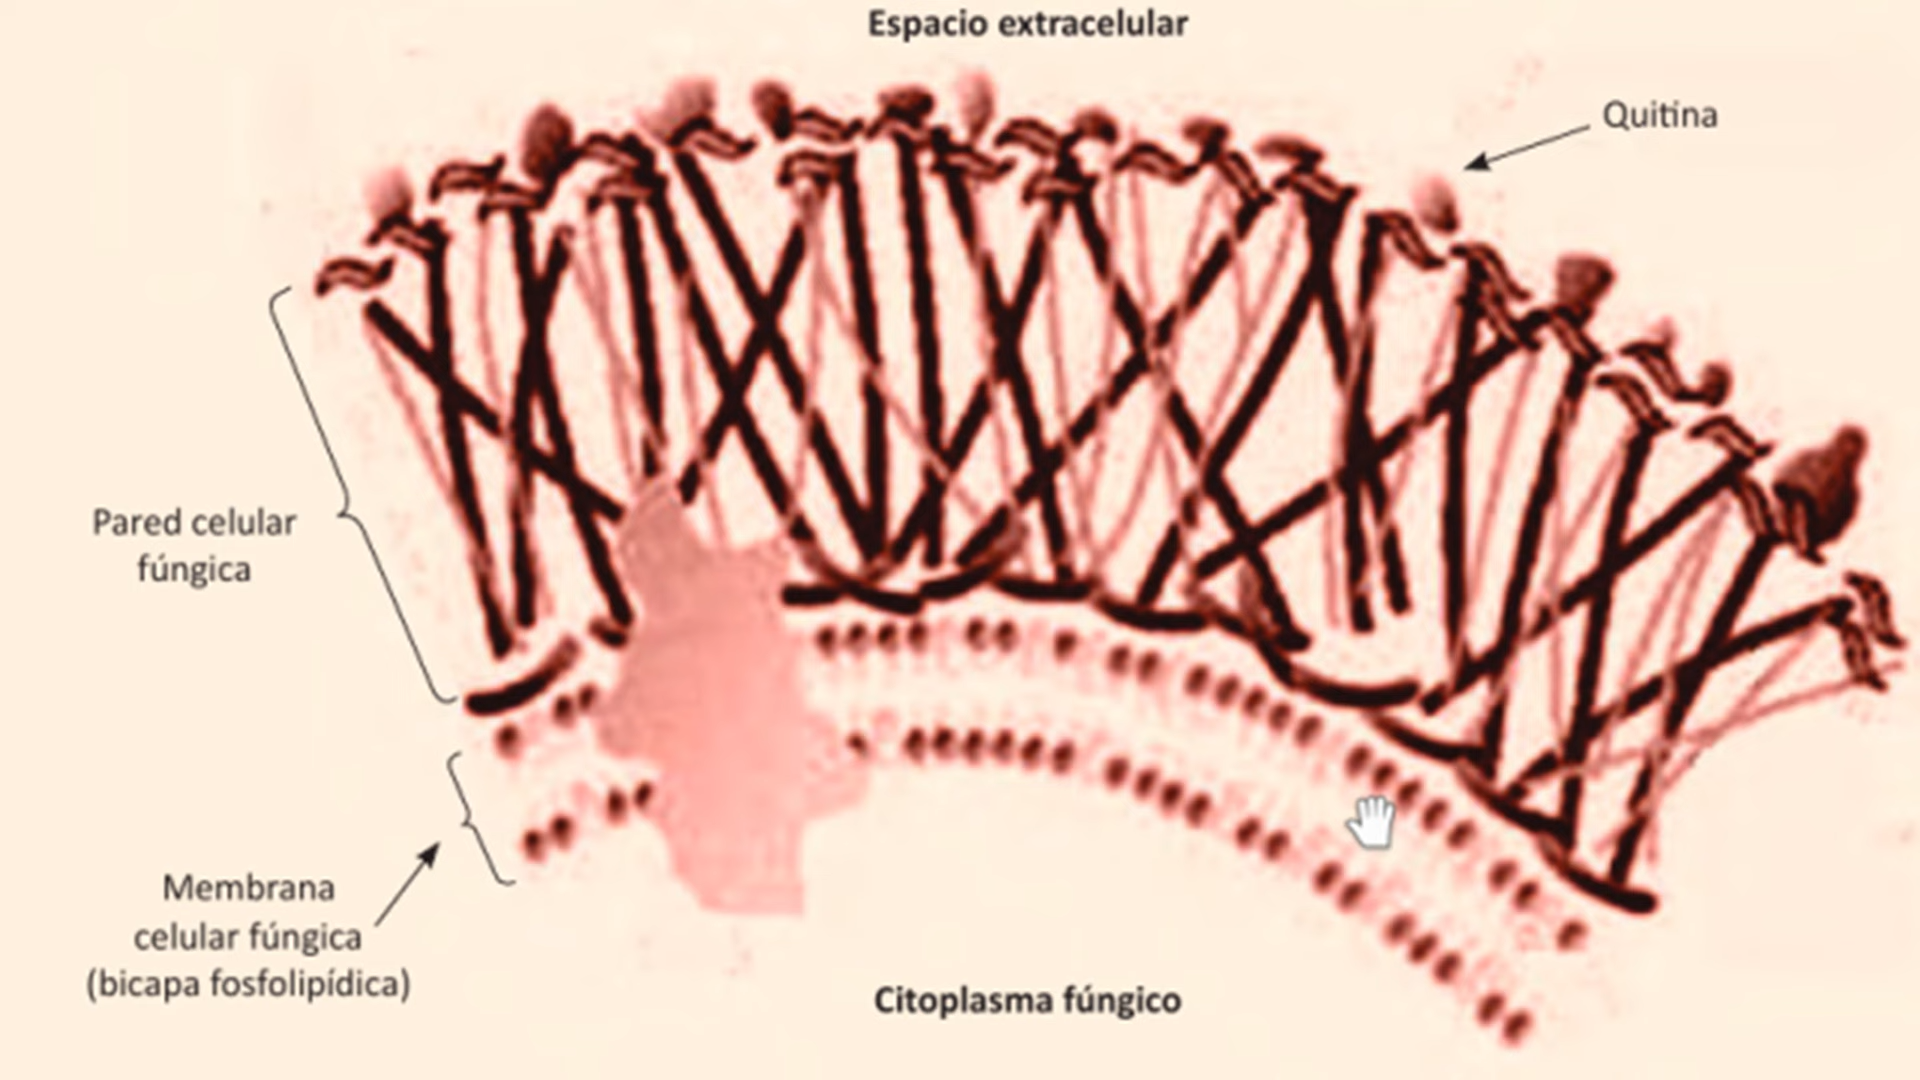 Espacio extracelular
Quitina
Pared celular
fúngica
Membrana
celular fúngica
(bicapa fosfolipídica)
Citoplasma fúngico